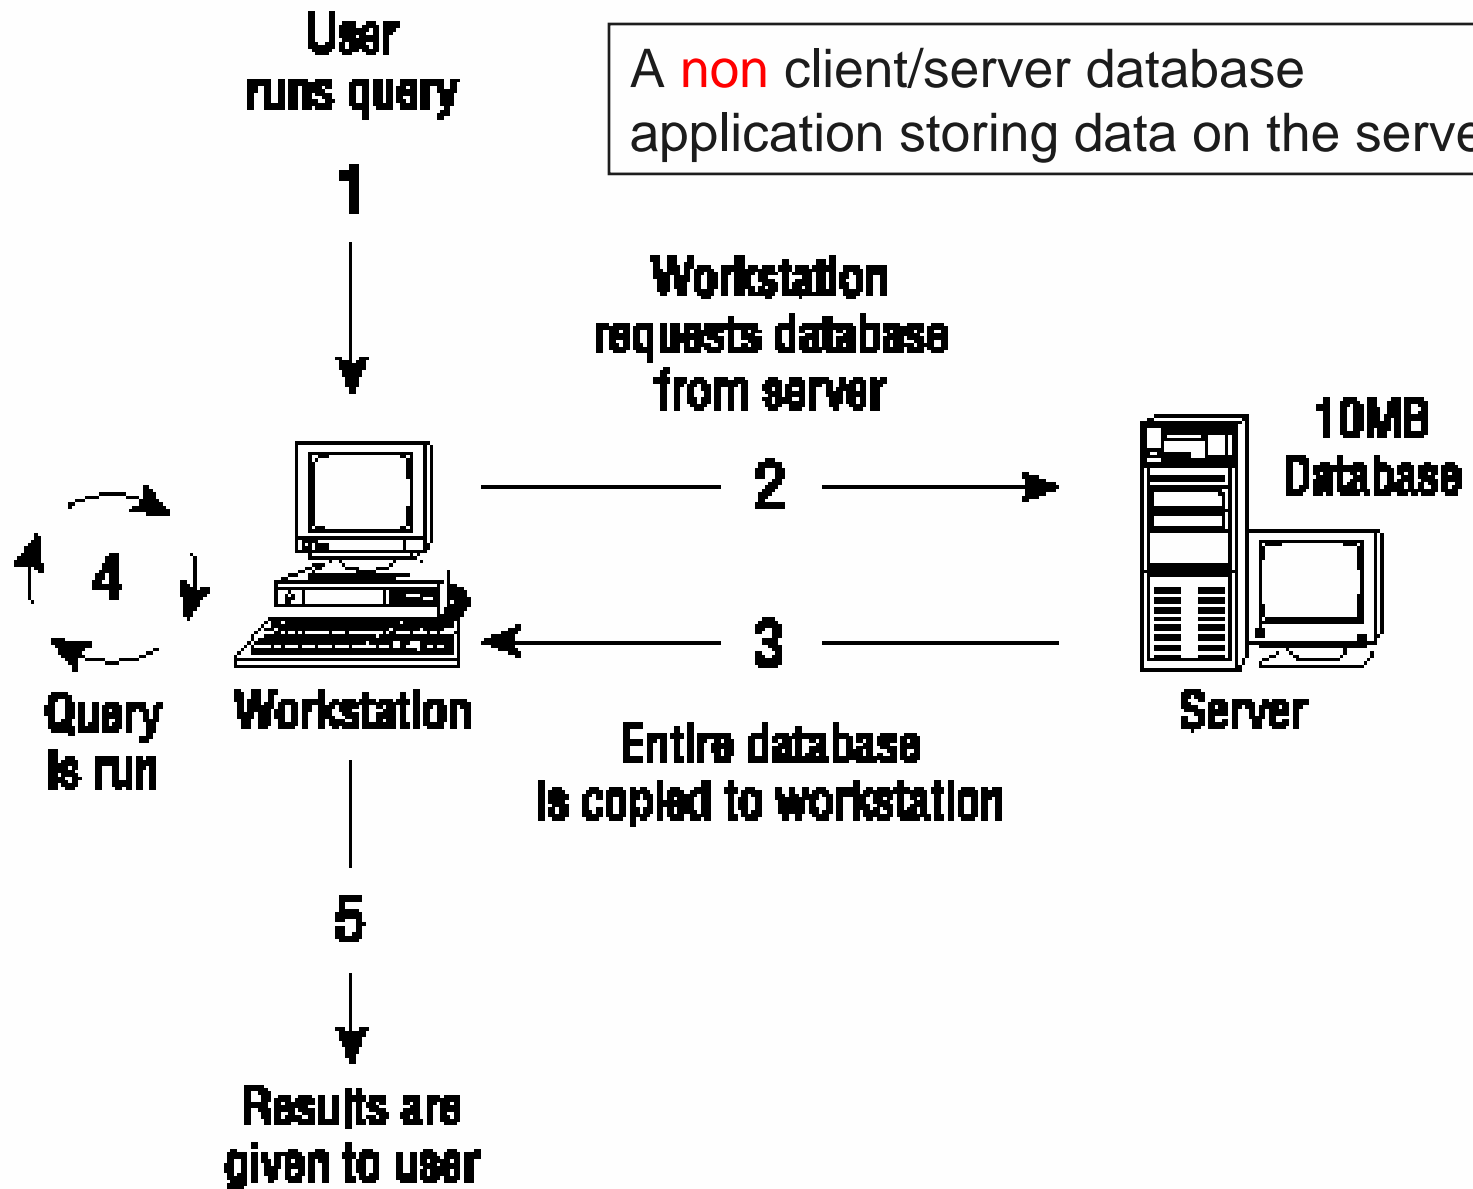 User
runs query
A non client/server database
application storing data on the serve
1
Workstation
requests database
from server
2
10MB
Database
4
3
Query
is run
Workstation
Server
Entire database
is copied to workstation
5
Results are
given to user